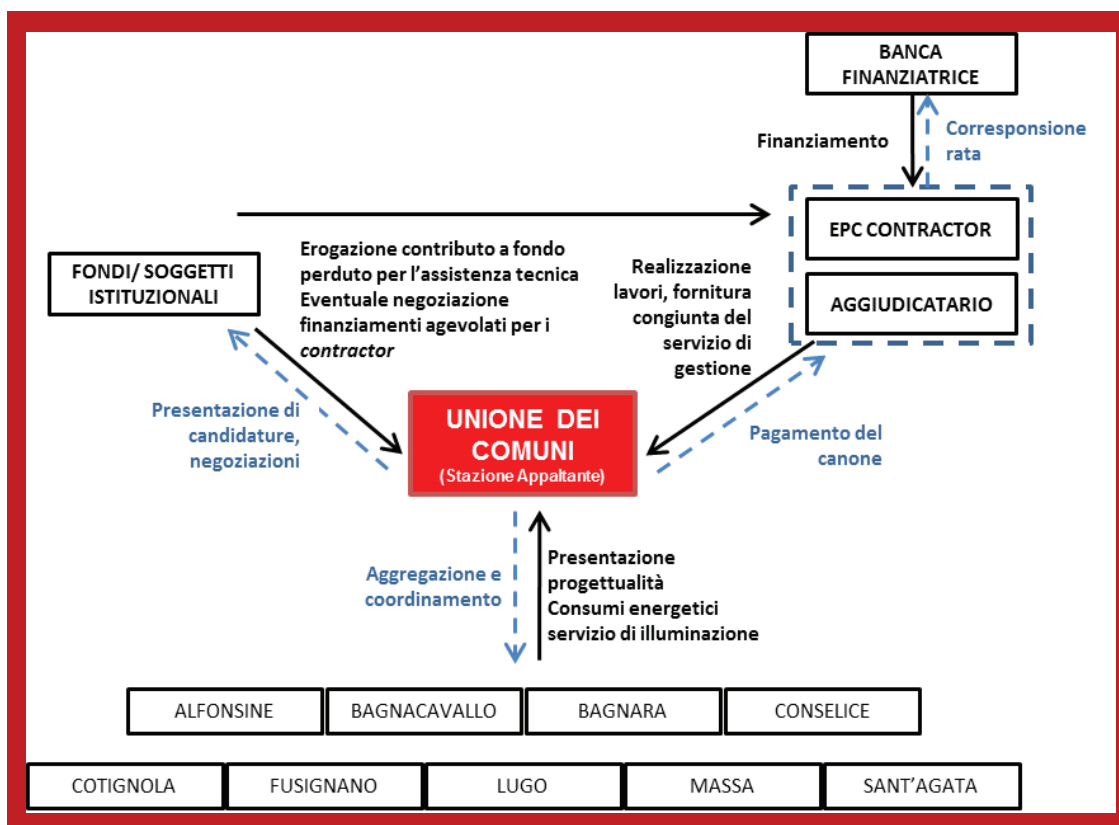 BANCA
FINANZIATRICE
Finanziamento
Corresponsione
rata
EPC CONTRACTOR
AGGIUDICATARIO
FONDI/ SOGGETTI
ISTITUZIONALI
Erogazione contributo a fondo
perduto per l’assistenza tecnica
Eventuale negoziazione
finanziamenti agevolati per i
contractor
Realizzazione
lavori, fornitura
congiunta del
servizio di
gestione
Presentazione di
candidature,
negoziazioni
UNIONE DEI
COMUNI
(Stazione Appaltante)
Pagamento del
canone
Aggregazione e
coordinamento
Presentazione
progettualità
Consumi energetici
servizio di illuminazione
ALFONSINE
BAGNACAVALLO
BAGNARA
CONSELICE
COTIGNOLA
FUSIGNANO
LUGO
MASSA
SANT’AGATA